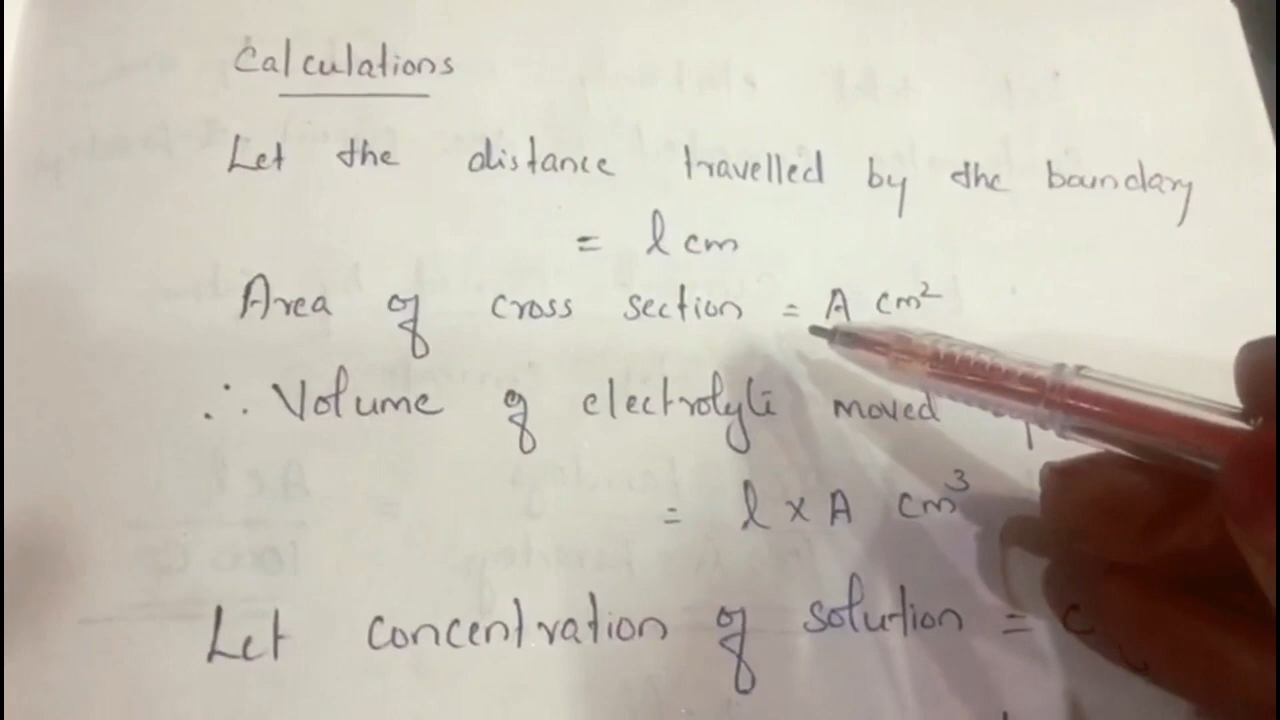 Calculations
Let the distance travelled by the boundary
= l cm
Area of cross section = A cm²
∴ Volume of electrolyte moved
= l × A cm³
Let concentration of solution = c